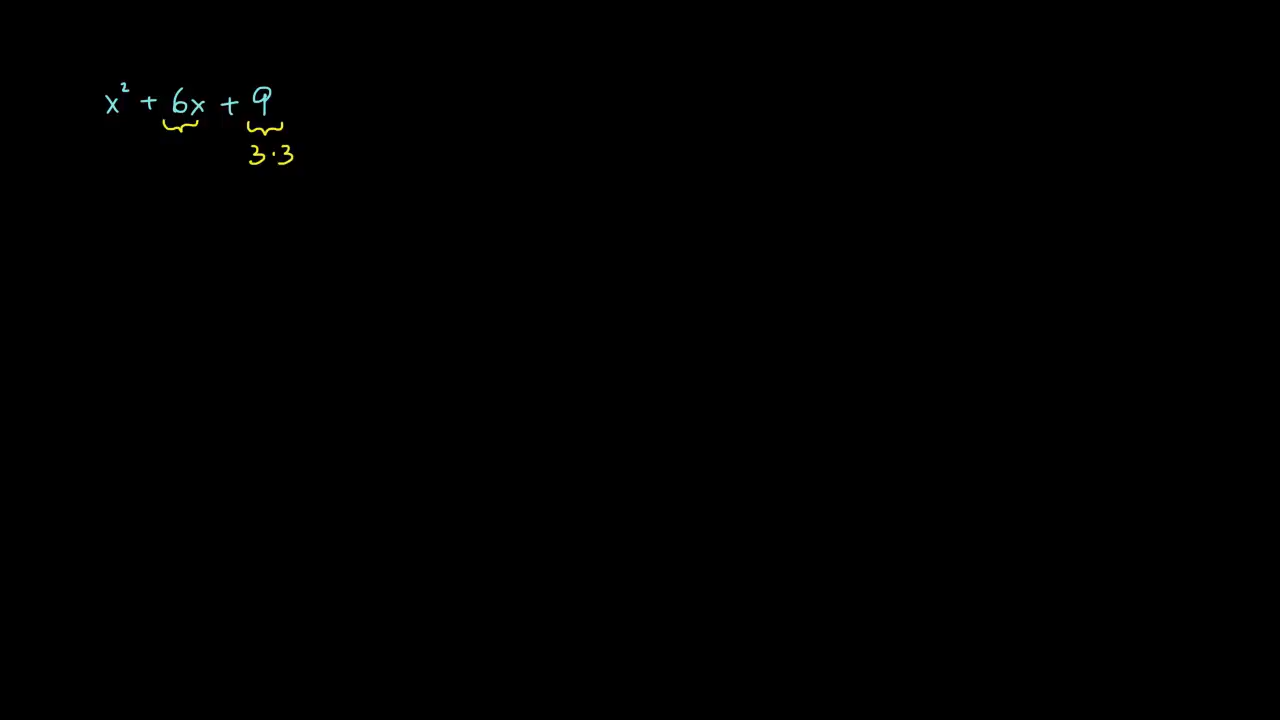 x² + 6x + 9
3·3